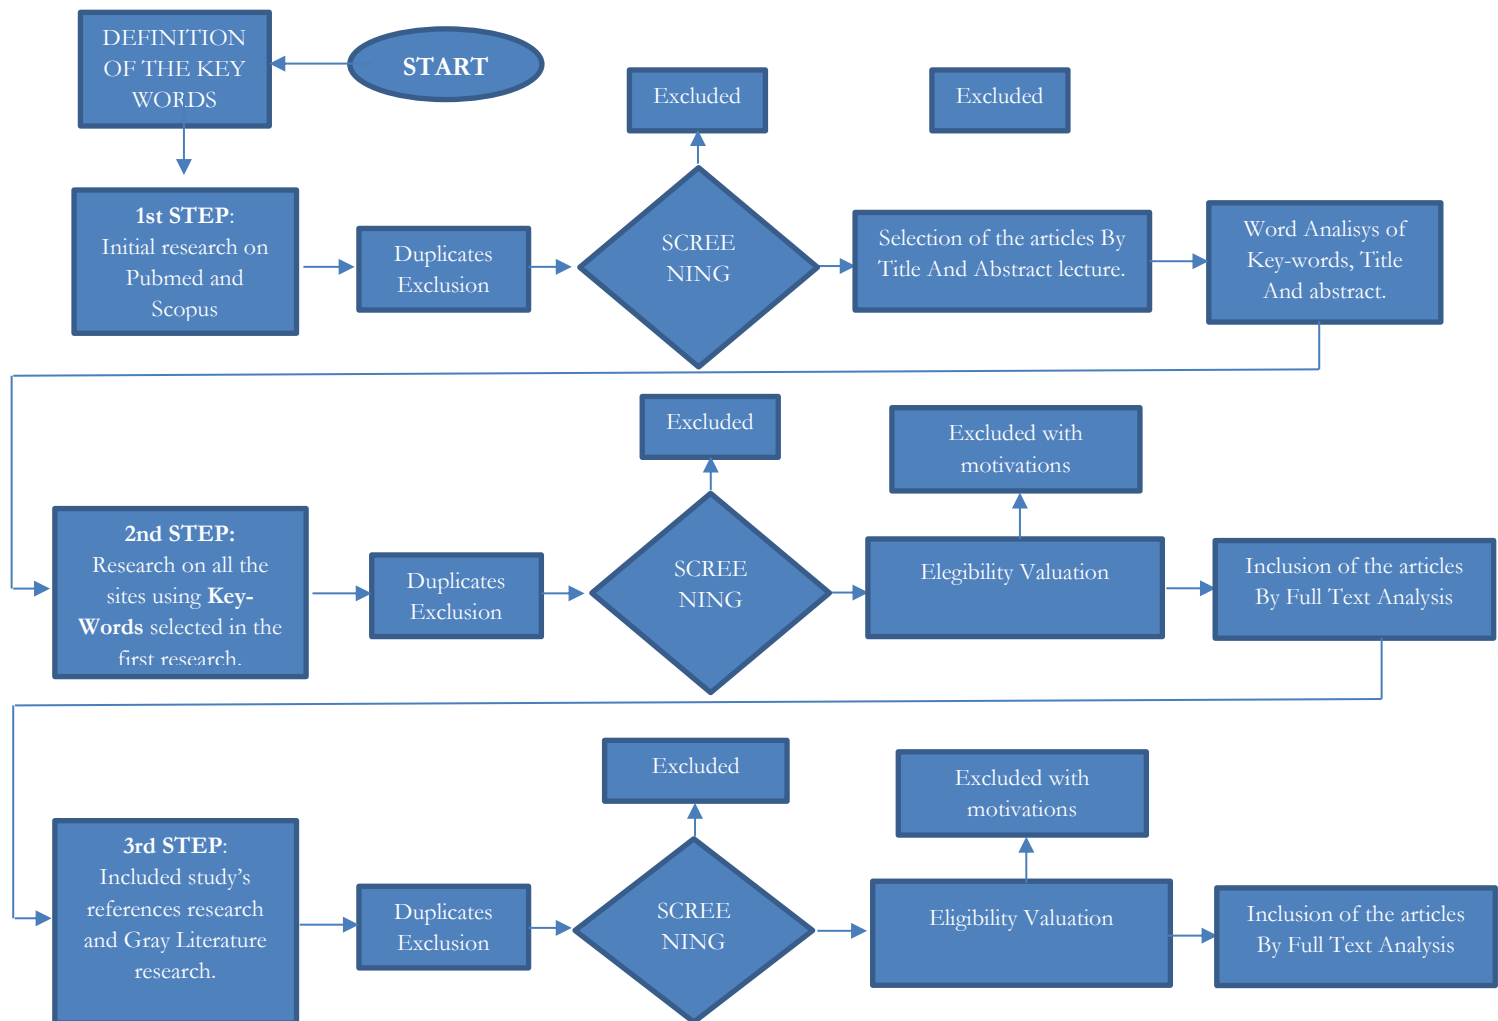 DEFINITION
OF THE KEY
WORDS
START
Excluded
Excluded
1st STEP:
Initial research on
Pubmed and
Scopus
Duplicates
Exclusion
SCREE
NING
Selection of the articles By
Title And Abstract lecture.
Word Analisys of
Key-words, Title
And abstract.
Excluded
Excluded with
motivations
2nd STEP:
Research on all the
sites using Key-
Words selected in the
first research.
Duplicates
Exclusion
SCREE
NING
Elegibility Valuation
Inclusion of the articles
By Full Text Analysis
Excluded
Excluded with
motivations
3rd STEP:
Included study’s
references research
and Gray Literature
research.
Duplicates
Exclusion
SCREE
NING
Eligibility Valuation
Inclusion of the articles
By Full Text Analysis